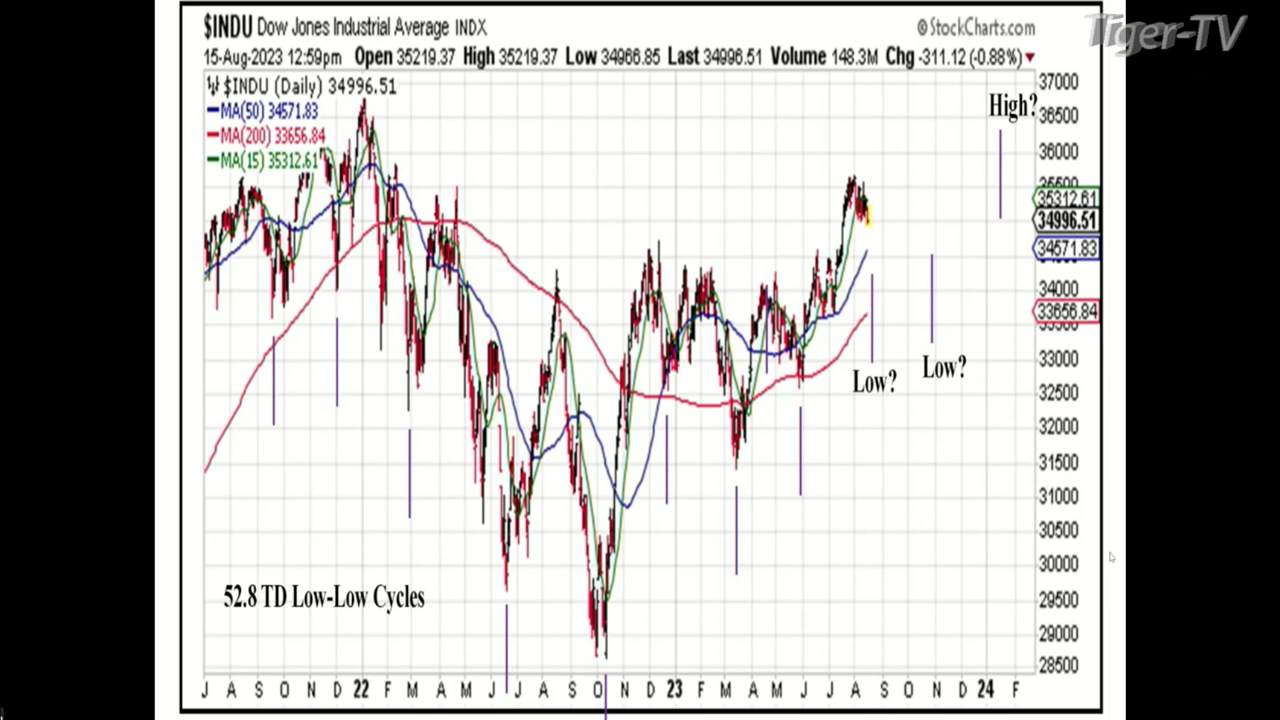 Tiger-TV
$INDU Dow Jones Industrial Average INDX
©StockCharts.com
15-Aug-2023 12:59pm Open 35219.37 High 35219.37 Low 34966.85 Last 34996.51 Volume 148.3M Chg -311.12 (-0.88%)
$INDU (Daily) 34996.51
MA(50) 34571.83
MA(200) 33656.84
MA(15) 35312.61
High?
Low?
Low?
52.8 TD Low-Low Cycles
37000
36500
36000
35312.61
34996.51
34571.83
34000
33656.84
33000
32500
32000
31500
31000
30500
30000
29500
29000
28500
J A S O N D 22 F M A M J J A S O N D 23 F M A M J J A S O N D 24 F